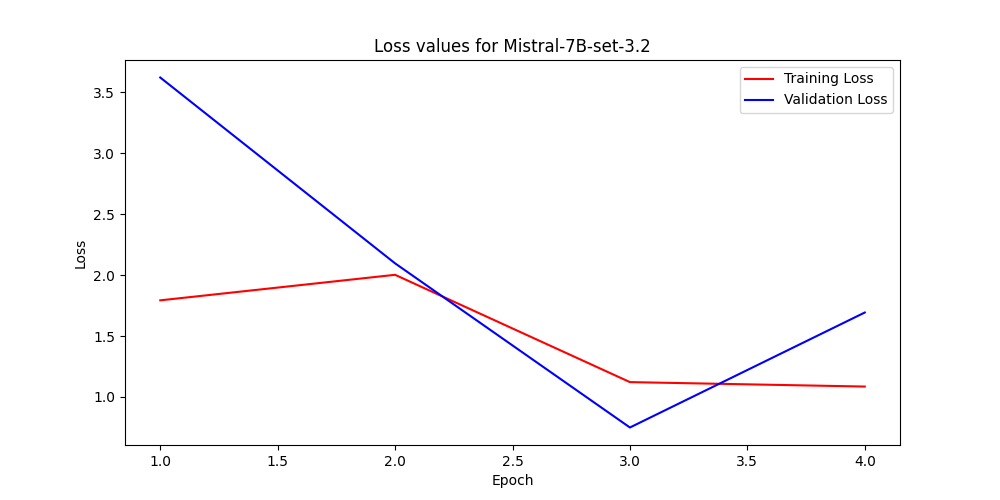 Loss values for Mistral-7B-set-3.2
Training Loss
Validation Loss
3.5
3.0
2.5
2.0
1.5
1.0
Loss
1.0 1.5 2.0 2.5 3.0 3.5 4.0
Epoch